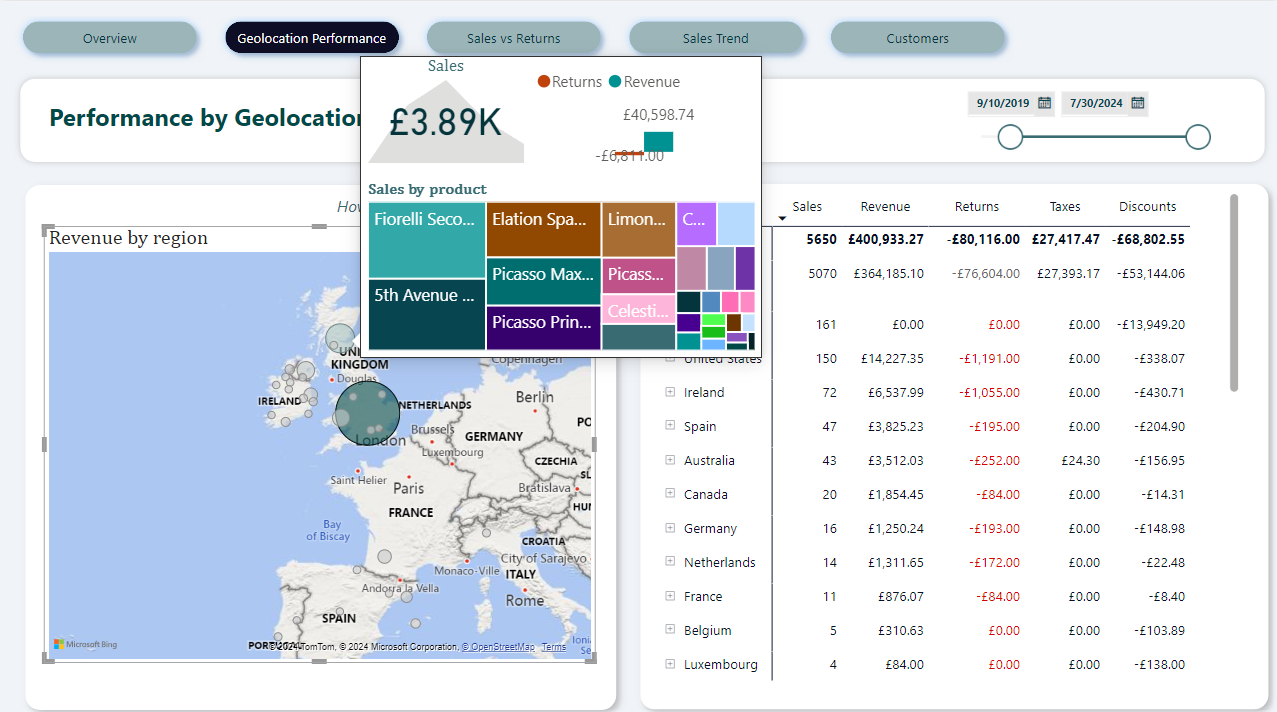 Overview
Geolocation Performance
Sales vs Returns
Sales Trend
Customers
Performance by Geolocation
9/10/2019
7/30/2024
Sales
£3.89K
Returns Revenue
£40,598.74
-£6,811.00
Sales by product
Fiorelli Seco...
5th Avenue ...
Elation Spa...
Picasso Max...
Picasso Prin...
Limon...
Picass...
Celesti...
C...
Revenue by region
UNITED
KINGDOM
Douglas
IRELAND
NETHERLANDS
London
Brussels
Luxembourg
Copenhagen
Berlin
GERMANY
CZECHIA
Bratislava
Saint Helier
Paris
FRANCE
Bay
of Biscay
CROATIA
City of Sarajevo
Monaco-Ville
ITALY
Andorra la Vella
Rome
SPAIN
Microsoft Bing
© 2024 TomTom, © 2024 Microsoft Corporation, © OpenStreetMap Terms
Sales Revenue Returns Taxes Discounts
5650 £400,933.27 -£80,116.00 £27,417.47 -£68,802.55
5070 £364,185.10 -£76,604.00 £27,393.17 -£53,144.06
161 £0.00 £0.00 £0.00 -£13,949.20
United States 150 £14,227.35 -£1,191.00 £0.00 -£338.07
Ireland 72 £6,537.99 -£1,055.00 £0.00 -£430.71
Spain 47 £3,825.23 -£195.00 £0.00 -£204.90
Australia 43 £3,512.03 -£252.00 £24.30 -£156.95
Canada 20 £1,854.45 -£84.00 £0.00 -£14.31
Germany 16 £1,250.24 -£193.00 £0.00 -£148.98
Netherlands 14 £1,311.65 -£172.00 £0.00 -£22.48
France 11 £876.07 -£84.00 £0.00 -£8.40
Belgium 5 £310.63 £0.00 £0.00 -£103.89
Luxembourg 4 £84.00 £0.00 £0.00 -£138.00